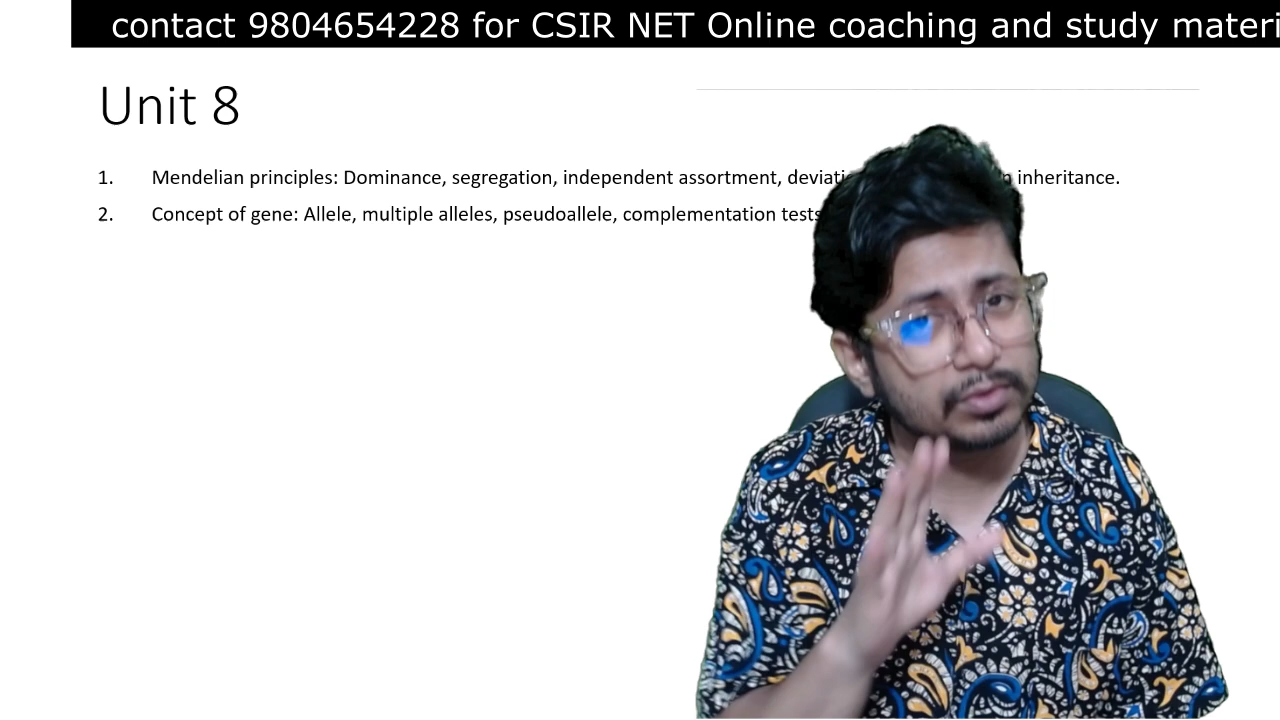 contact 9804654228 for CSIR NET Online coaching and study materi
Unit 8
1. Mendelian principles: Dominance, segregation, independent assortment, inheritance.
2. Concept of gene: Allele, multiple alleles, pseudoallele, complementation tests